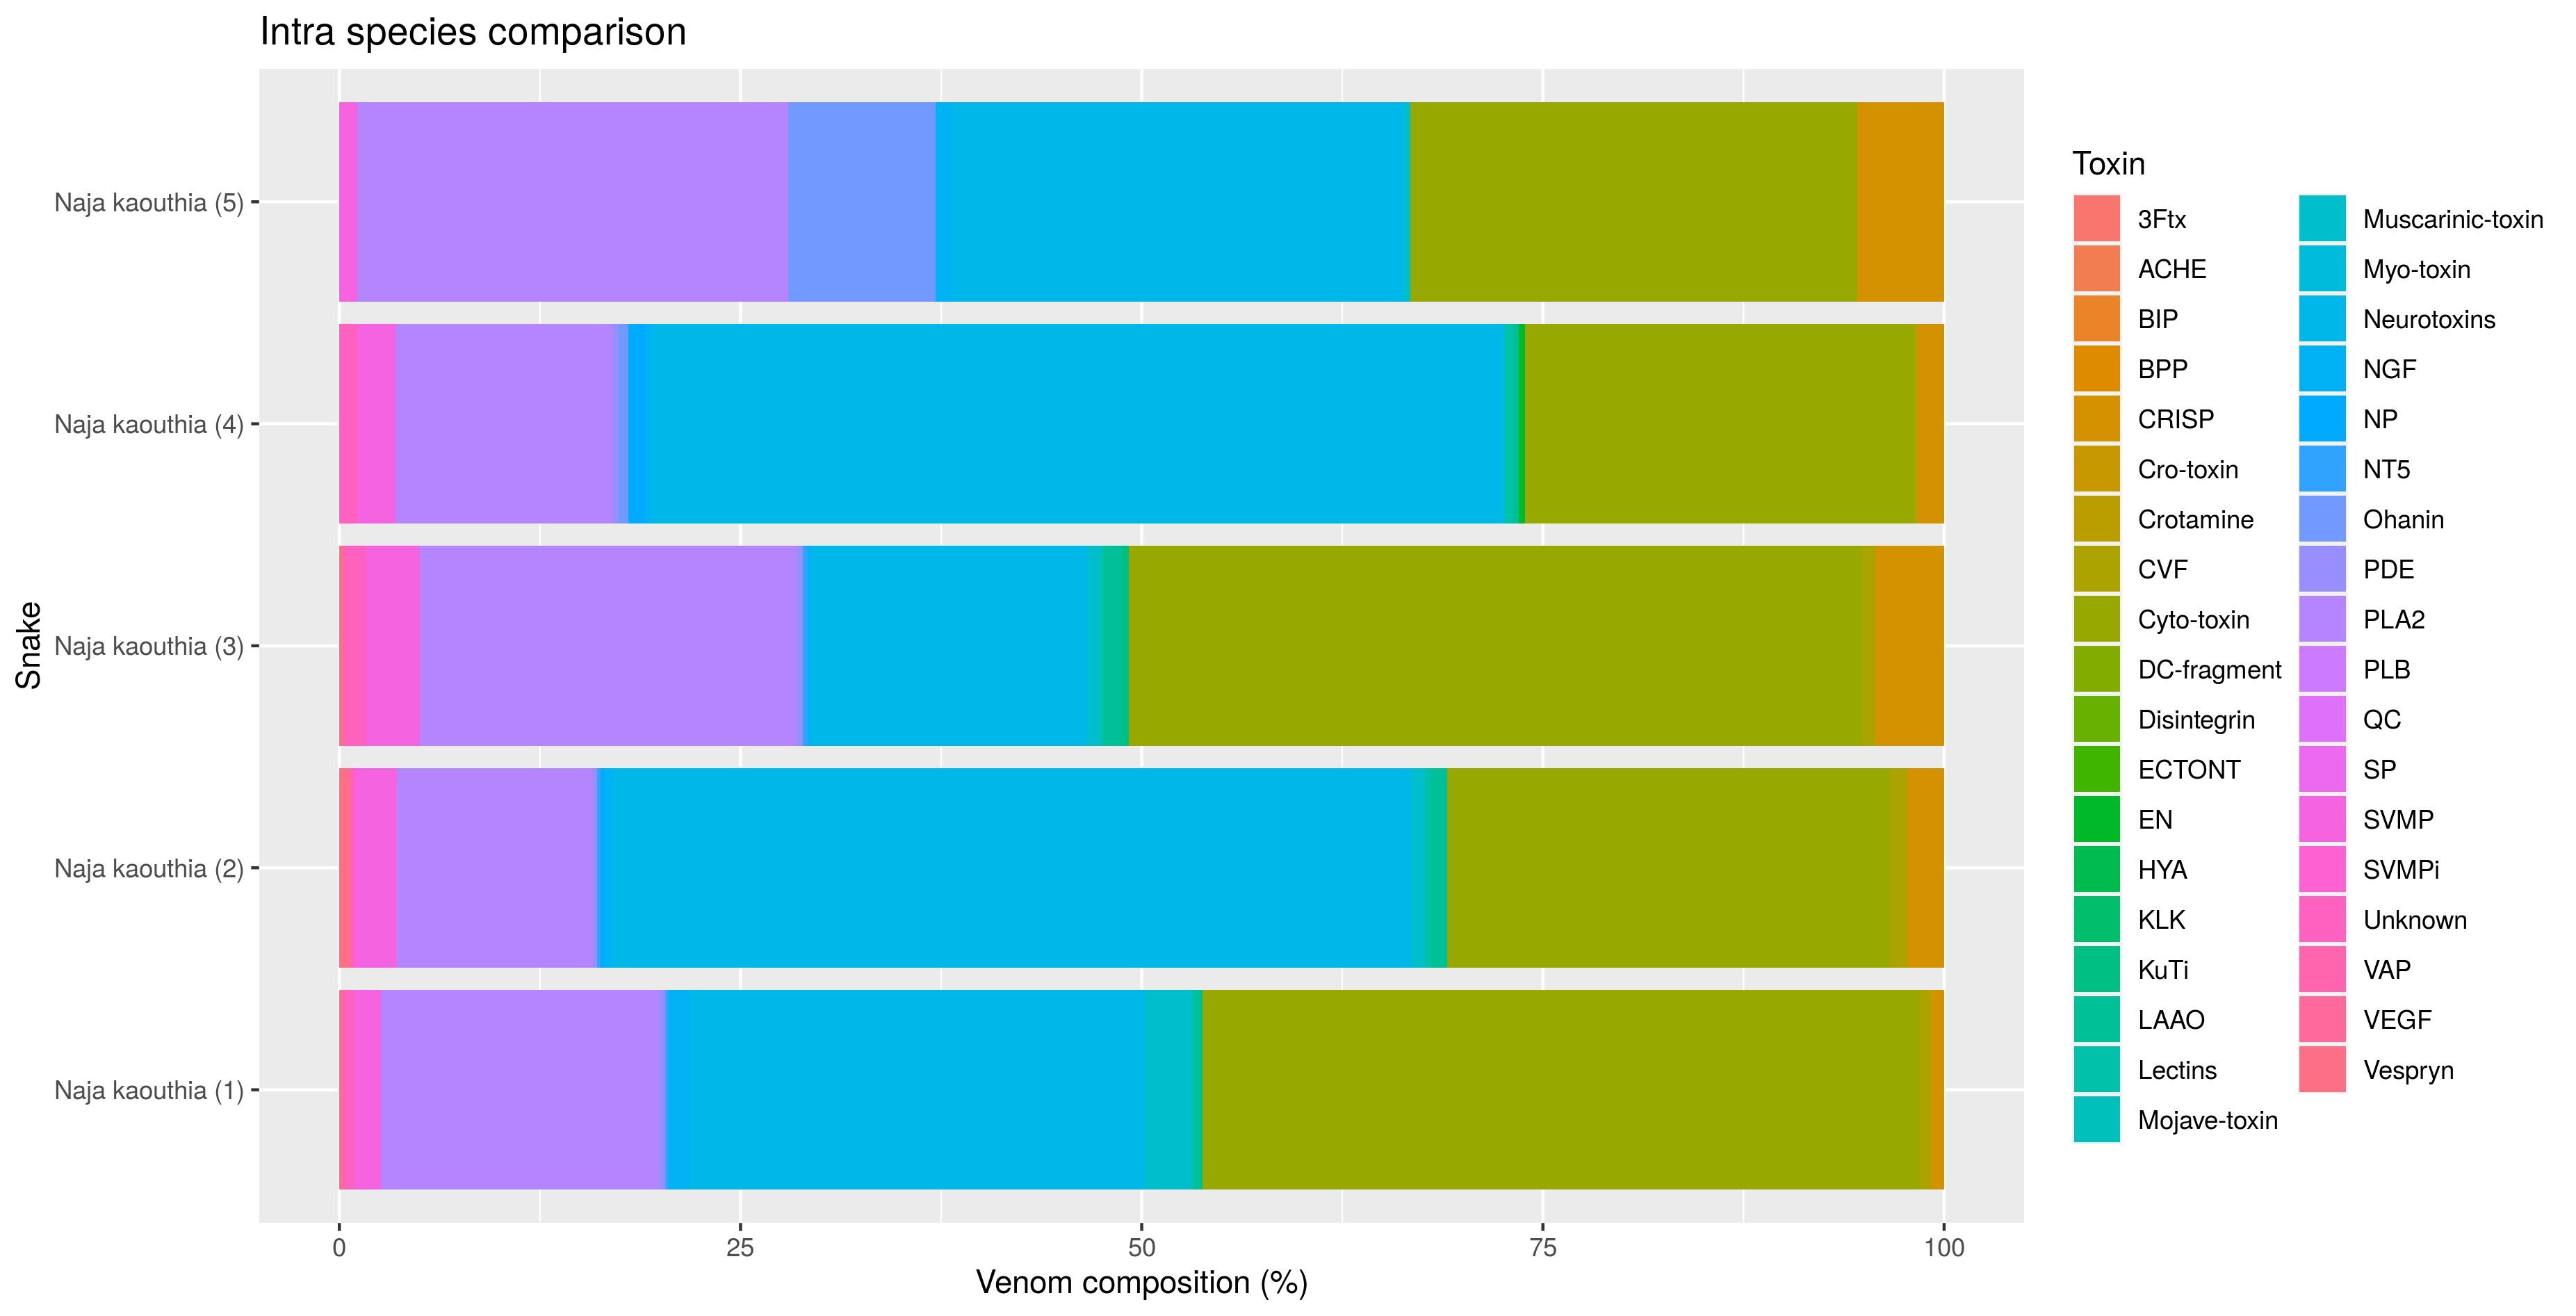 Intra species comparison
Snake
Naja kaouthia (5)
Naja kaouthia (4)
Naja kaouthia (3)
Naja kaouthia (2)
Naja kaouthia (1)
0 25 50 75 100
Venom composition (%)
Toxin
3Ftx
ACHE
BIP
BPP
CRISP
Cro-toxin
Crotamine
CVF
Cyto-toxin
DC-fragment
Disintegrin
ECTONT
EN
HYA
KLK
KuTi
LAAO
Lectins
Mojave-toxin
Muscarinic-toxin
Myo-toxin
Neurotoxins
NGF
NP
NT5
Ohanin
PDE
PLA2
PLB
QC
SP
SVMP
SVMPi
Unknown
VAP
VEGF
Vespryn